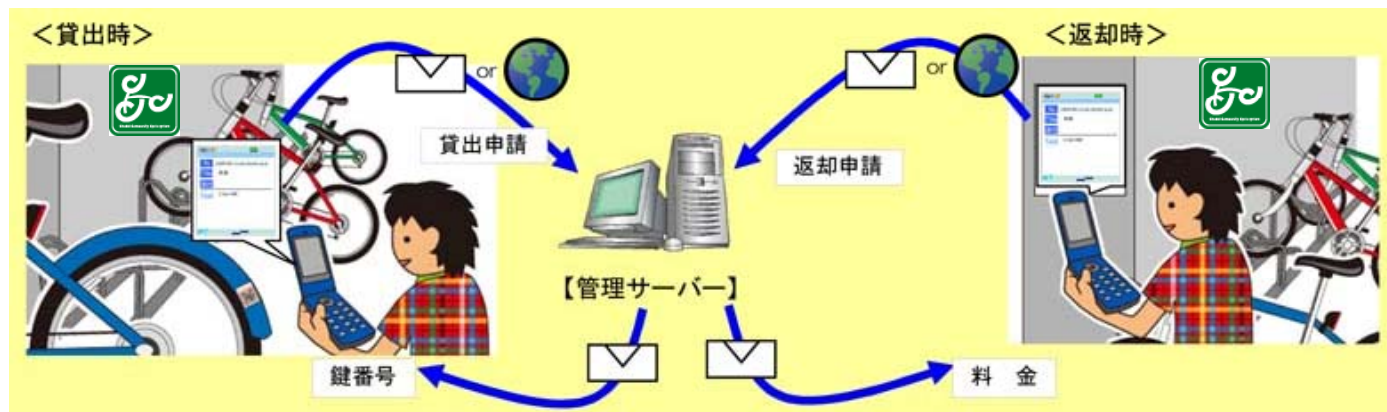 ＜貸出時＞
＜返却時＞
or
or
貸出申請
返却申請
【管理サーバー】
鍵番号
料　金